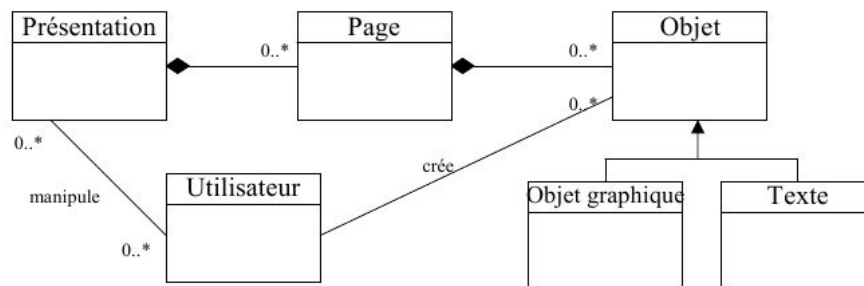 Présentation
Page
Objet
0..*
0..*
0..*
0..*
crée
manipule
Utilisateur
Objet graphique
Texte
0..*